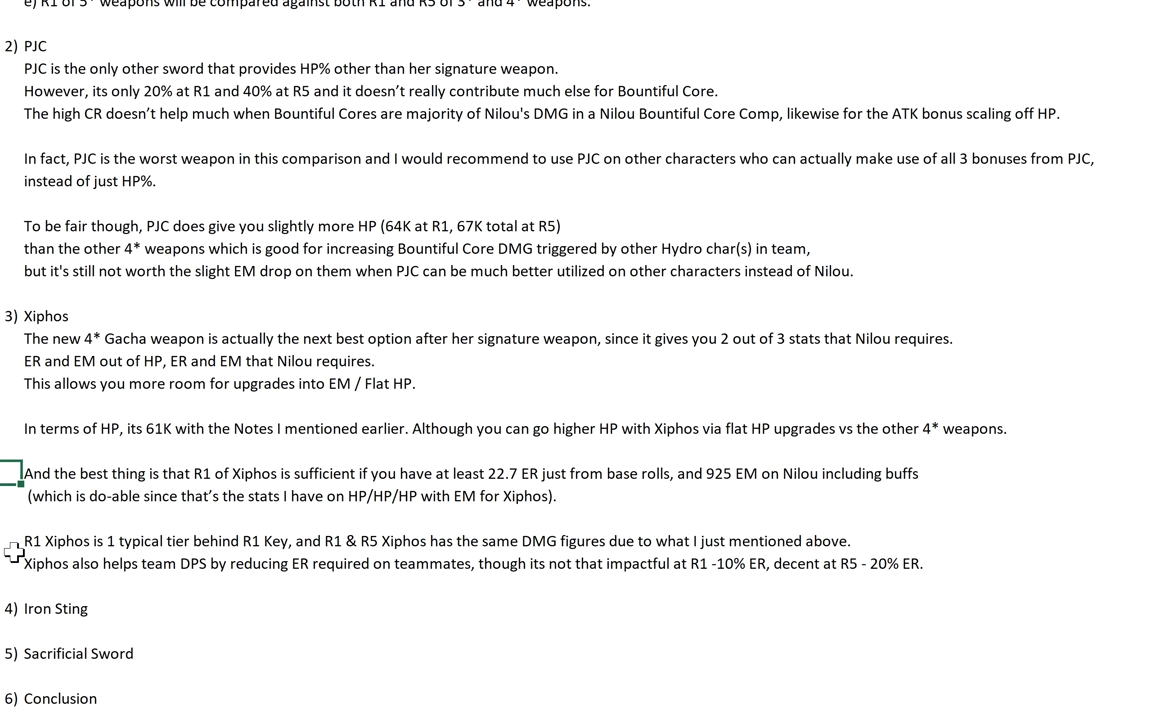 e) R1 of 5* weapons will be compared against both R1 and R5 of 3* and 4* weapons.
2) PJC
PJC is the only other sword that provides HP% other than her signature weapon.
However, its only 20% at R1 and 40% at R5 and it doesn’t really contribute much else for Bountiful Core.
The high CR doesn’t help much when Bountiful Cores are majority of Nilou's DMG in a Nilou Bountiful Core Comp, likewise for the ATK bonus scaling off HP.
In fact, PJC is the worst weapon in this comparison and I would recommend to use PJC on other characters who can actually make use of all 3 bonuses from PJC,
instead of just HP%.
To be fair though, PJC does give you slightly more HP (64K at R1, 67K total at R5)
than the other 4* weapons which is good for increasing Bountiful Core DMG triggered by other Hydro char(s) in team,
but it's still not worth the slight EM drop on them when PJC can be much better utilized on other characters instead of Nilou.
3) Xiphos
The new 4* Gacha weapon is actually the next best option after her signature weapon, since it gives you 2 out of 3 stats that Nilou requires.
ER and EM out of HP, ER and EM that Nilou requires.
This allows you more room for upgrades into EM / Flat HP.
In terms of HP, its 61K with the Notes I mentioned earlier. Although you can go higher HP with Xiphos via flat HP upgrades vs the other 4* weapons.
And the best thing is that R1 of Xiphos is sufficient if you have at least 22.7 ER just from base rolls, and 925 EM on Nilou including buffs
(which is do-able since that’s the stats I have on HP/HP/HP with EM for Xiphos).
R1 Xiphos is 1 typical tier behind R1 Key, and R1 & R5 Xiphos has the same DMG figures due to what I just mentioned above.
Xiphos also helps team DPS by reducing ER required on teammates, though its not that impactful at R1 -10% ER, decent at R5 - 20% ER.
4) Iron Sting
5) Sacrificial Sword
6) Conclusion